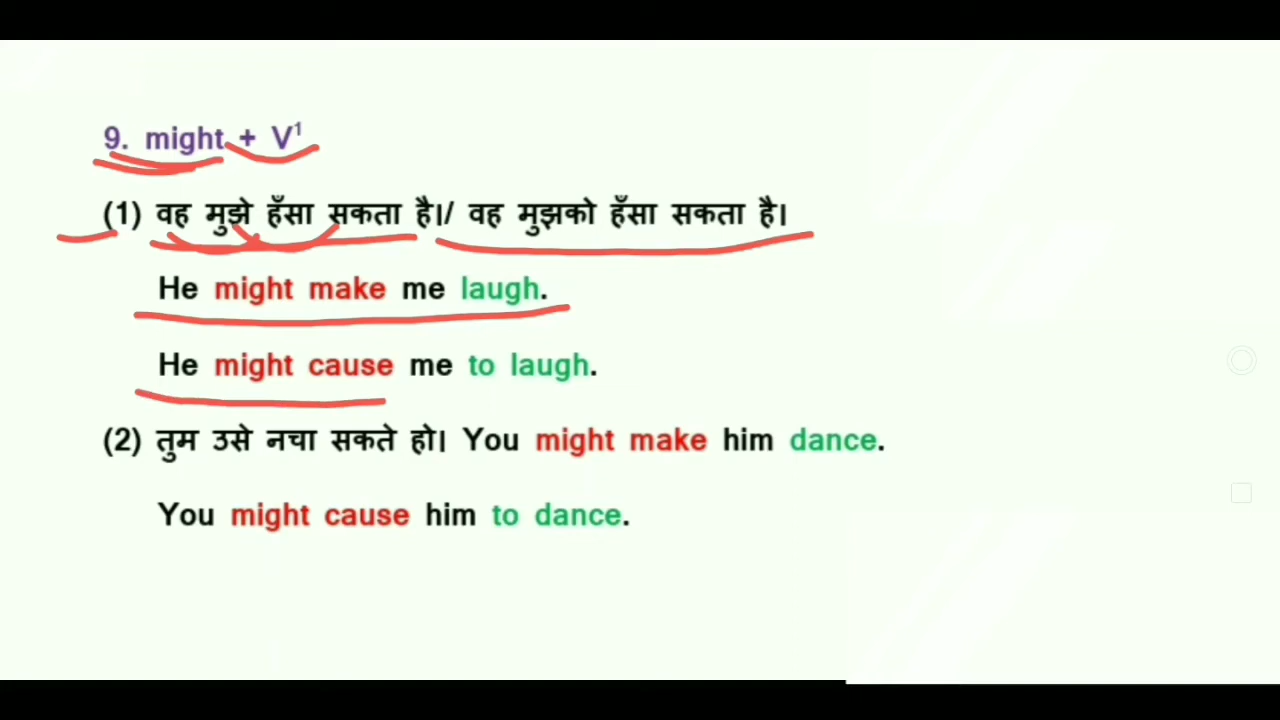 9. might + V¹
(1) वह मुझे हँसा सकता है।/ वह मुझको हँसा सकता है।
He might make me laugh.
He might cause me to laugh.
(2) तुम उसे नचा सकते हो। You might make him dance.
You might cause him to dance.